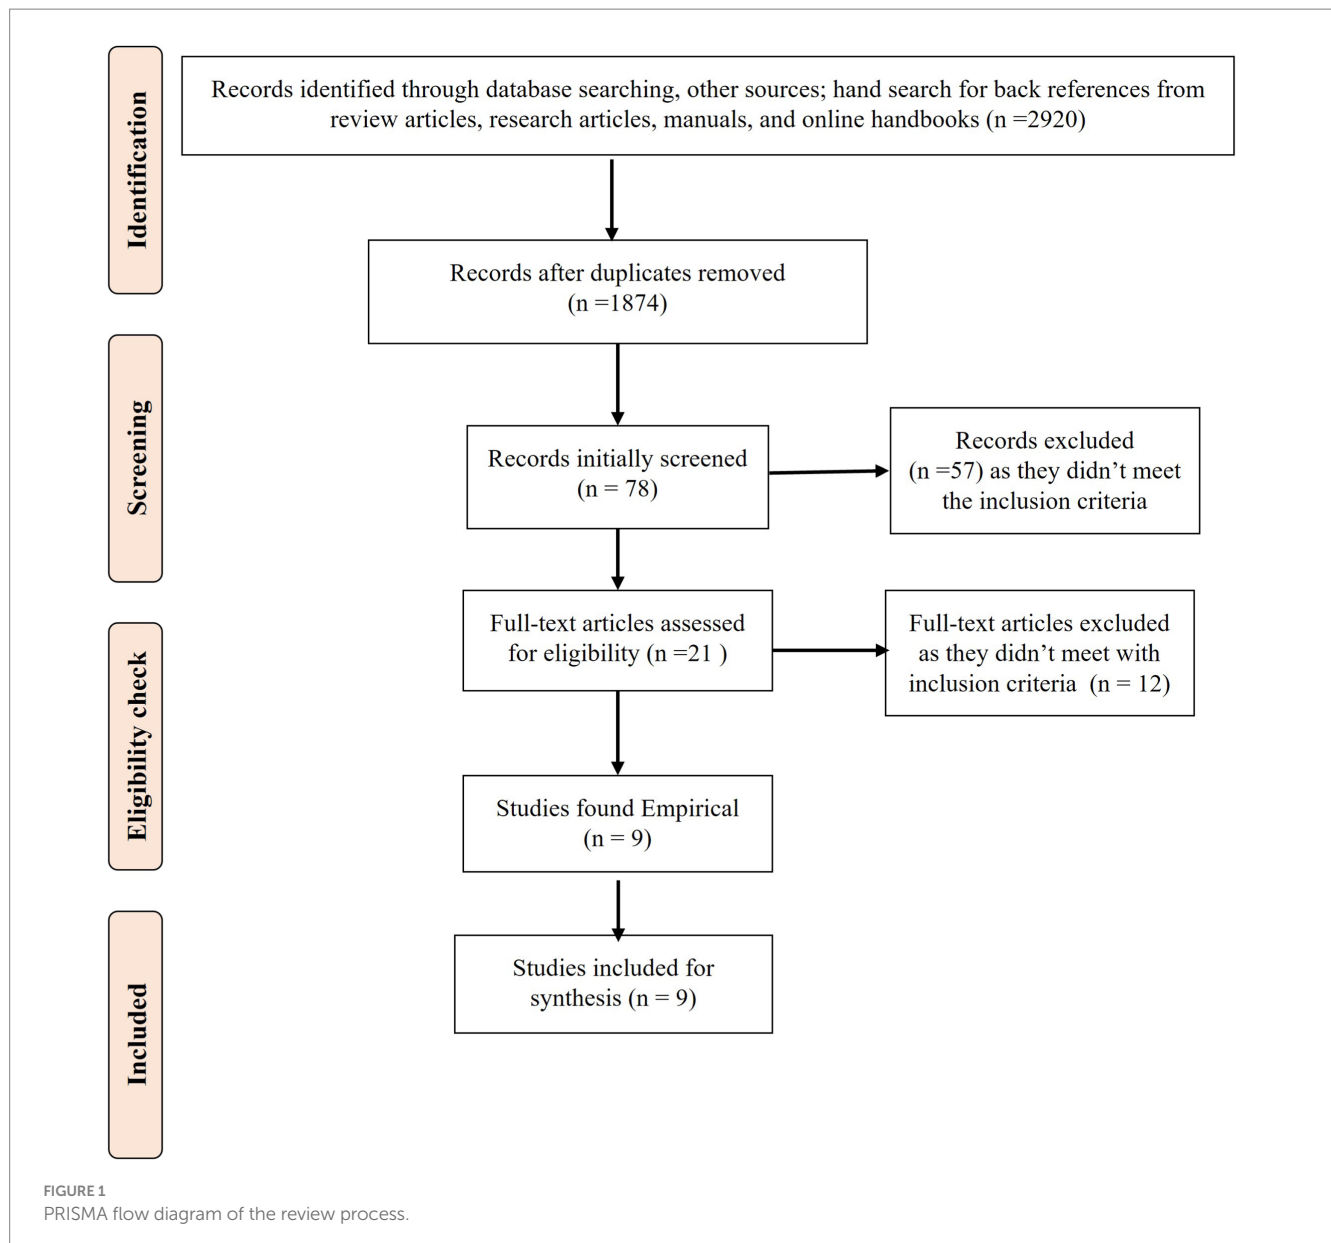 Identification
Records identified through database searching, other sources; hand search for back references from
review articles, research articles, manuals, and online handbooks (n =2920)
Records after duplicates removed
(n =1874)
Screening
Records initially screened
(n = 78)
Records excluded
(n =57) as they didn’t meet
the inclusion criteria
Eligibility check
Full-text articles assessed
for eligibility (n =21 )
Full-text articles excluded
as they didn’t meet with
inclusion criteria (n = 12)
Studies found Empirical
(n = 9)
Included
Studies included for
synthesis (n = 9)
FIGURE 1
PRISMA flow diagram of the review process.